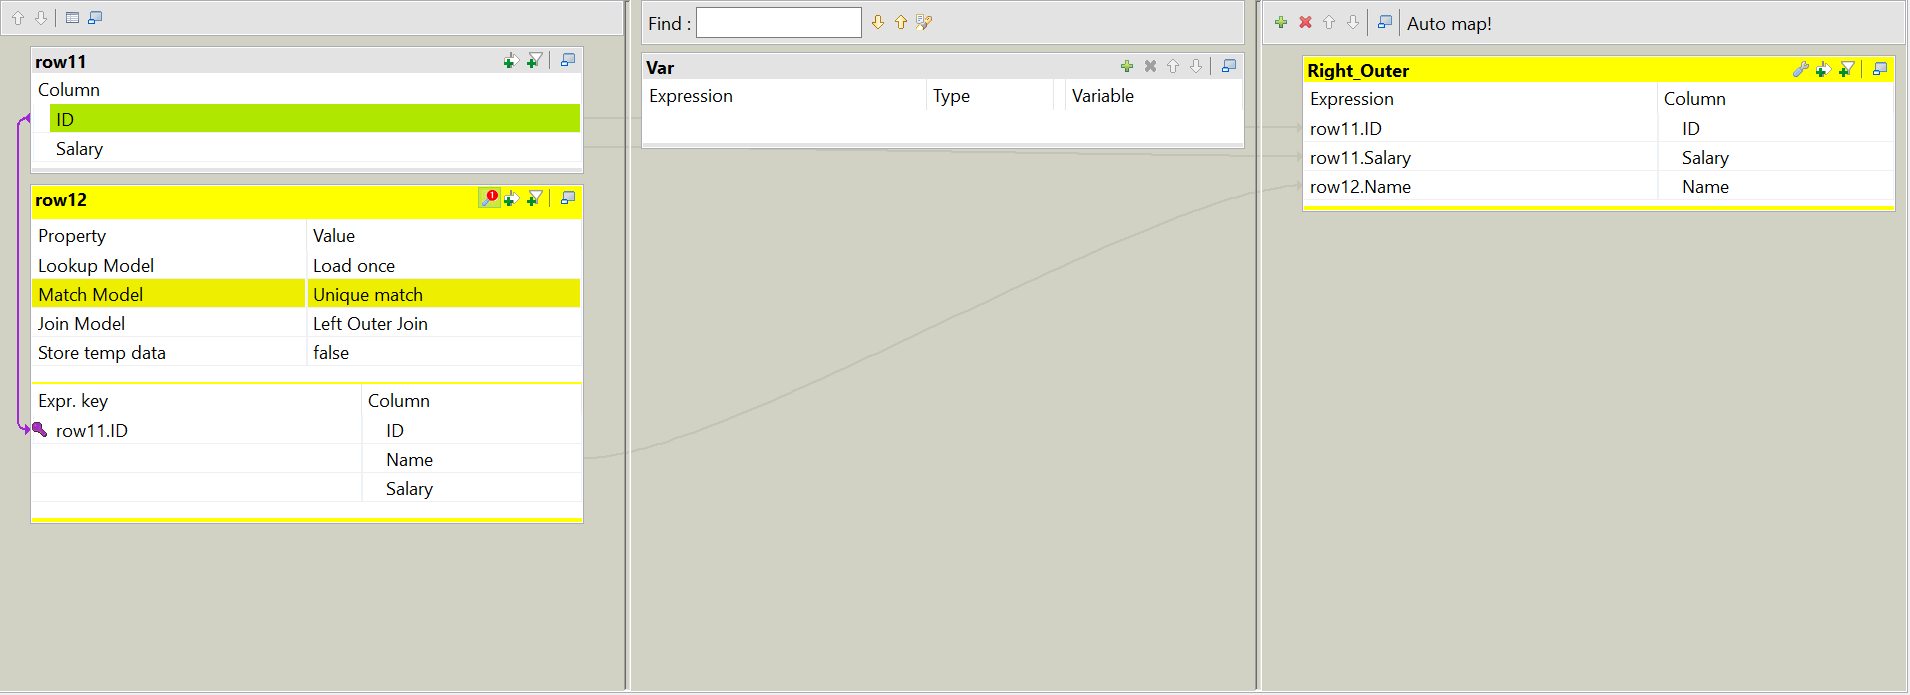 row11
Column
ID
Salary
row12
Property Value
Lookup Model Load once
Match Model Unique match
Join Model Left Outer Join
Store temp data false
Expr. key Column
row11.ID ID
Name
Salary
Find :
Var
Expression Type Variable
Auto map!
Right_Outer
Expression Column
row11.ID ID
row11.Salary Salary
row12.Name Name